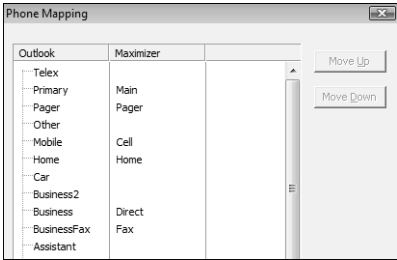 Phone Mapping
Outlook Maximizer
Move Up
Telex
Primary Main
Pager Pager
Move Down
Other
Mobile Cell
Home Home
Car
Business2
Business Direct
BusinessFax Fax
Assistant